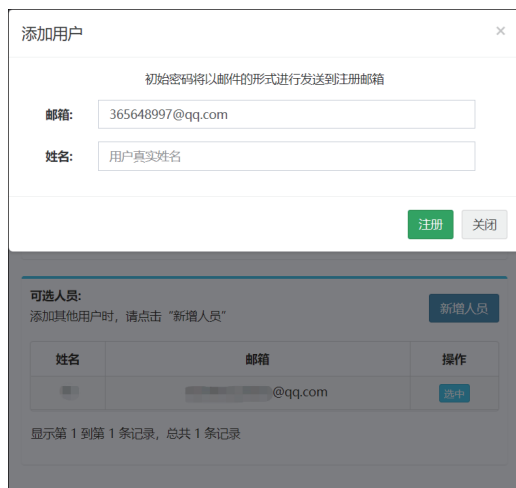 添加用户 ×
初始密码将以邮件的形式进行发送到注册邮箱
邮箱: 365648997@qq.com
姓名: 用户真实姓名
注册 关闭
可选人员:
添加其他用户时，请点击“新增人员”
新增人员
姓名 邮箱 操作
@qq.com 选中
显示第 1 到第 1 条记录，总共 1 条记录